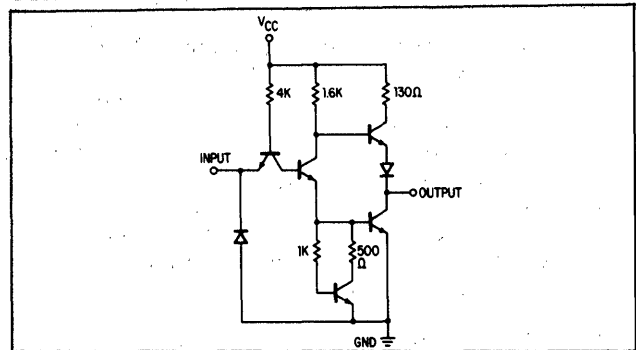 VCC
4K
1.6K
130Ω
INPUT
OUTPUT
1K
500
Ω
GND